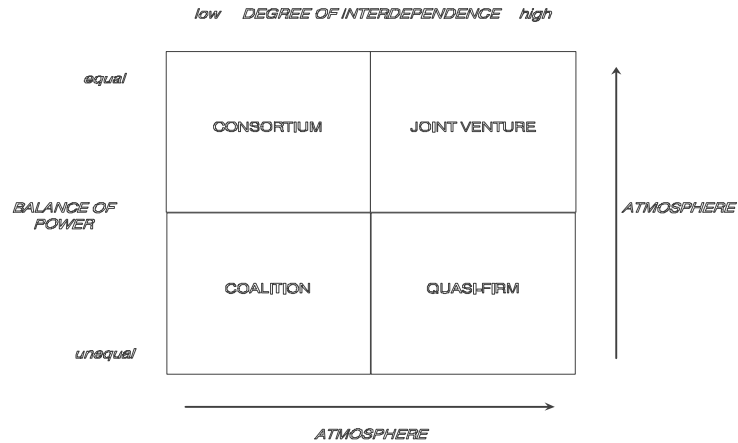 low DEGREE OF INTERDEPENDENCE high
equal
CONSORTIUM JOINT VENTURE
BALANCE OF
POWER
ATMOSPHERE
COALITION QUASI-FIRM
unequal
ATMOSPHERE